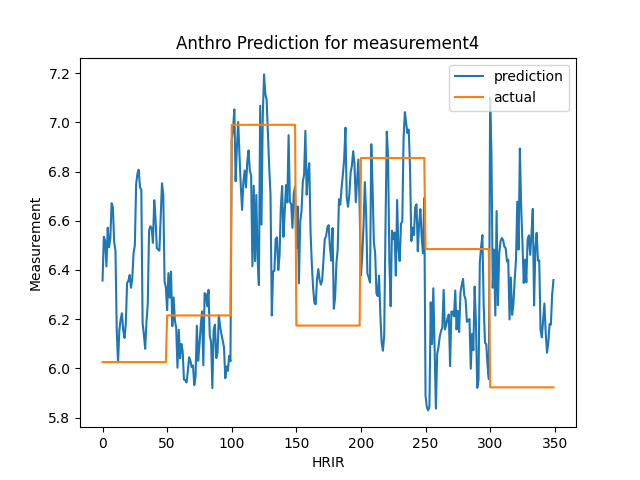 Anthro Prediction for measurement4
prediction
actual
7.2
7.0
6.8
6.6
6.4
6.2
6.0
5.8
Measurement
0 50 100 150 200 250 300 350
HRIR